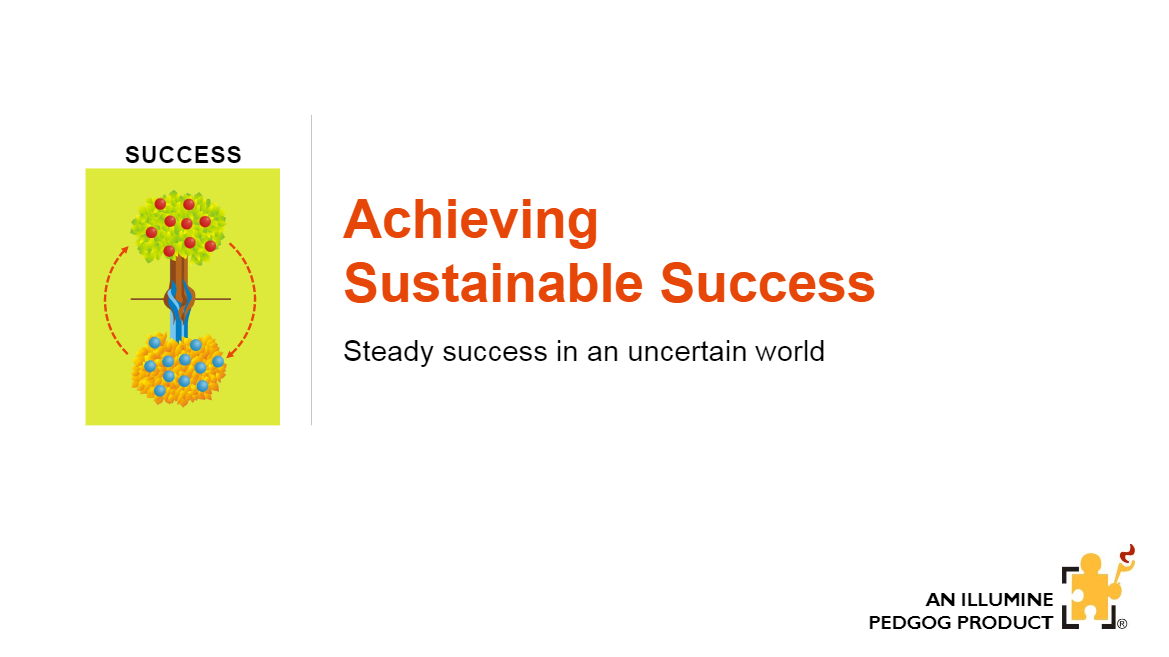 SUCCESS
Achieving
Sustainable Success
Steady success in an uncertain world
AN ILLUMINE
PEDGOG PRODUCT
®